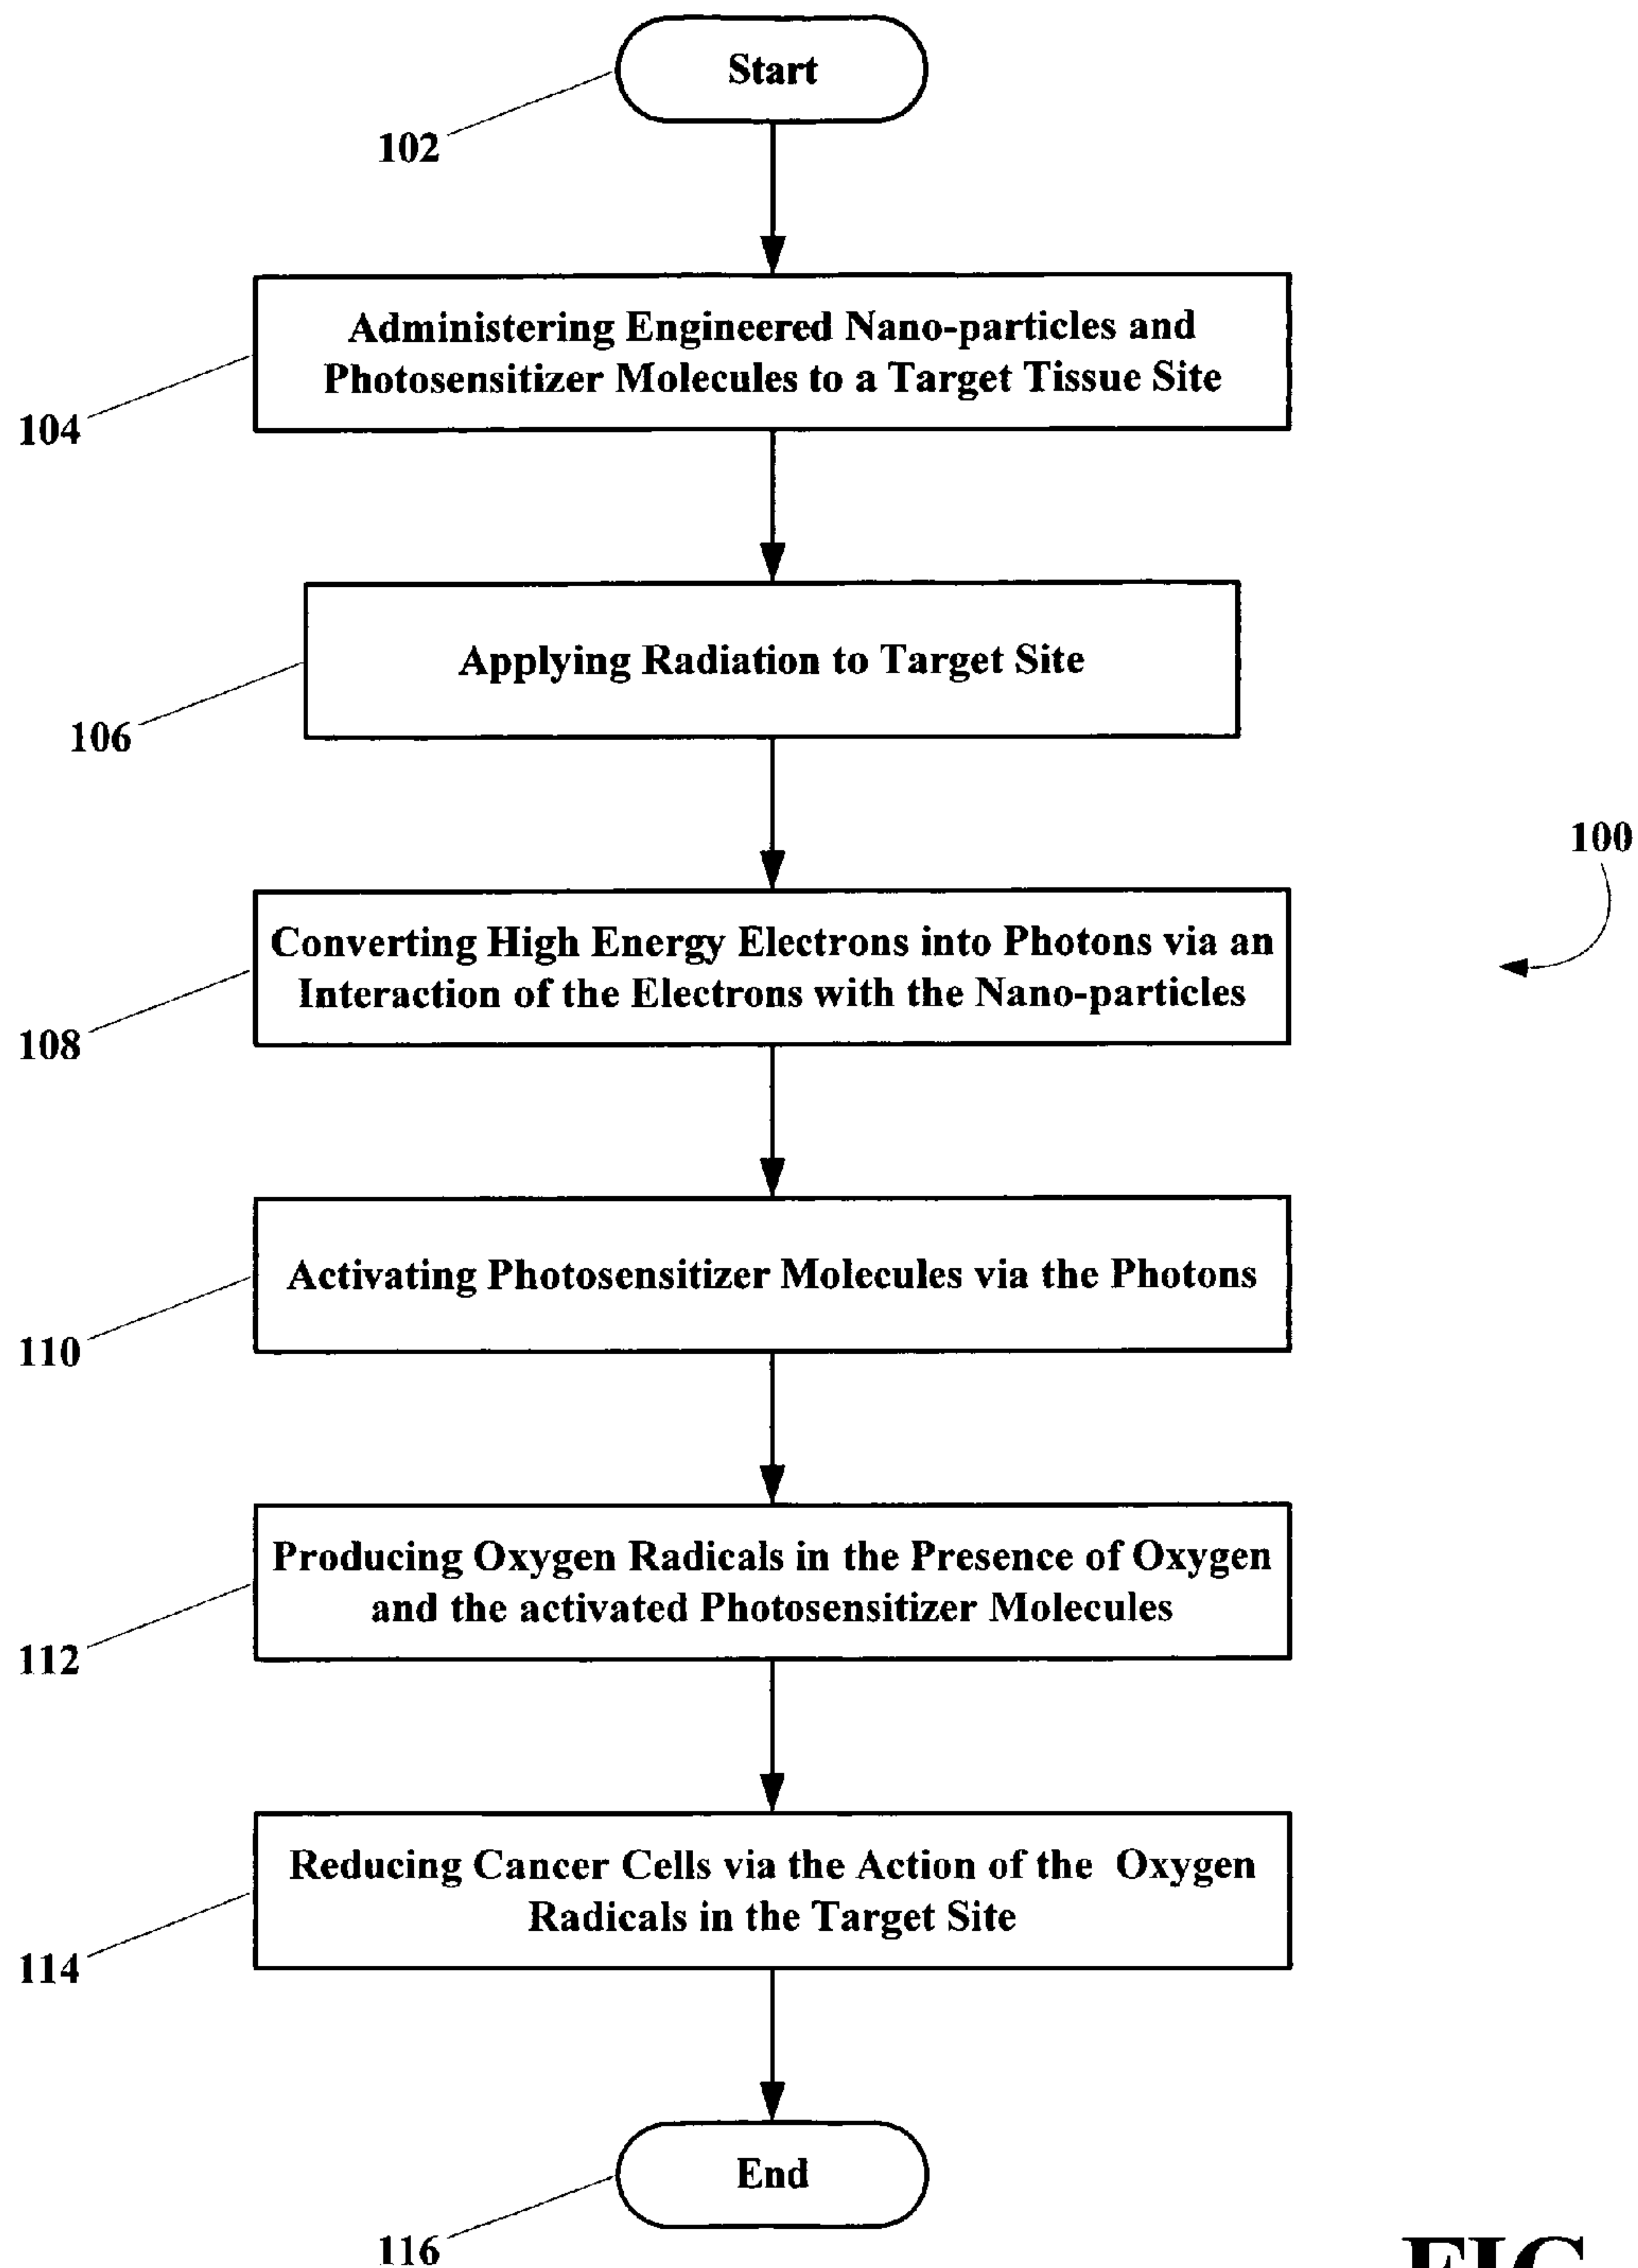 Start
102
Administering Engineered Nano-particles and
Photosensitizer Molecules to a Target Tissue Site
104
Applying Radiation to Target Site
106
100
Converting High Energy Electrons into Photons via an
Interaction of the Electrons with the Nano-particles
108
Activating Photosensitizer Molecules via the Photons
110
Producing Oxygen Radicals in the Presence of Oxygen
and the activated Photosensitizer Molecules
112
Reducing Cancer Cells via the Action of the Oxygen
Radicals in the Target Site
114
End
116
FIG